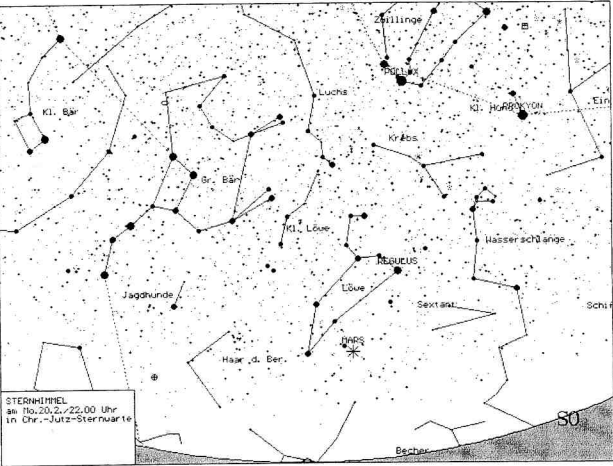 Zwillinge
POLLUX
Luchs
Kl. Bär
Kl. Hund
PROKYON
Ein
Krebs
Gr. Bär
Kl. Löwe
Wasserschlange
REGULUS
Löwe
Jagdhunde
Sextant
Schif
MARS
Haar d. Ber.
STERNHIMMEL
am Mo.20.2./22.00 Uhr
in Chr.-Jutz-Sternwarte
SO
Becher